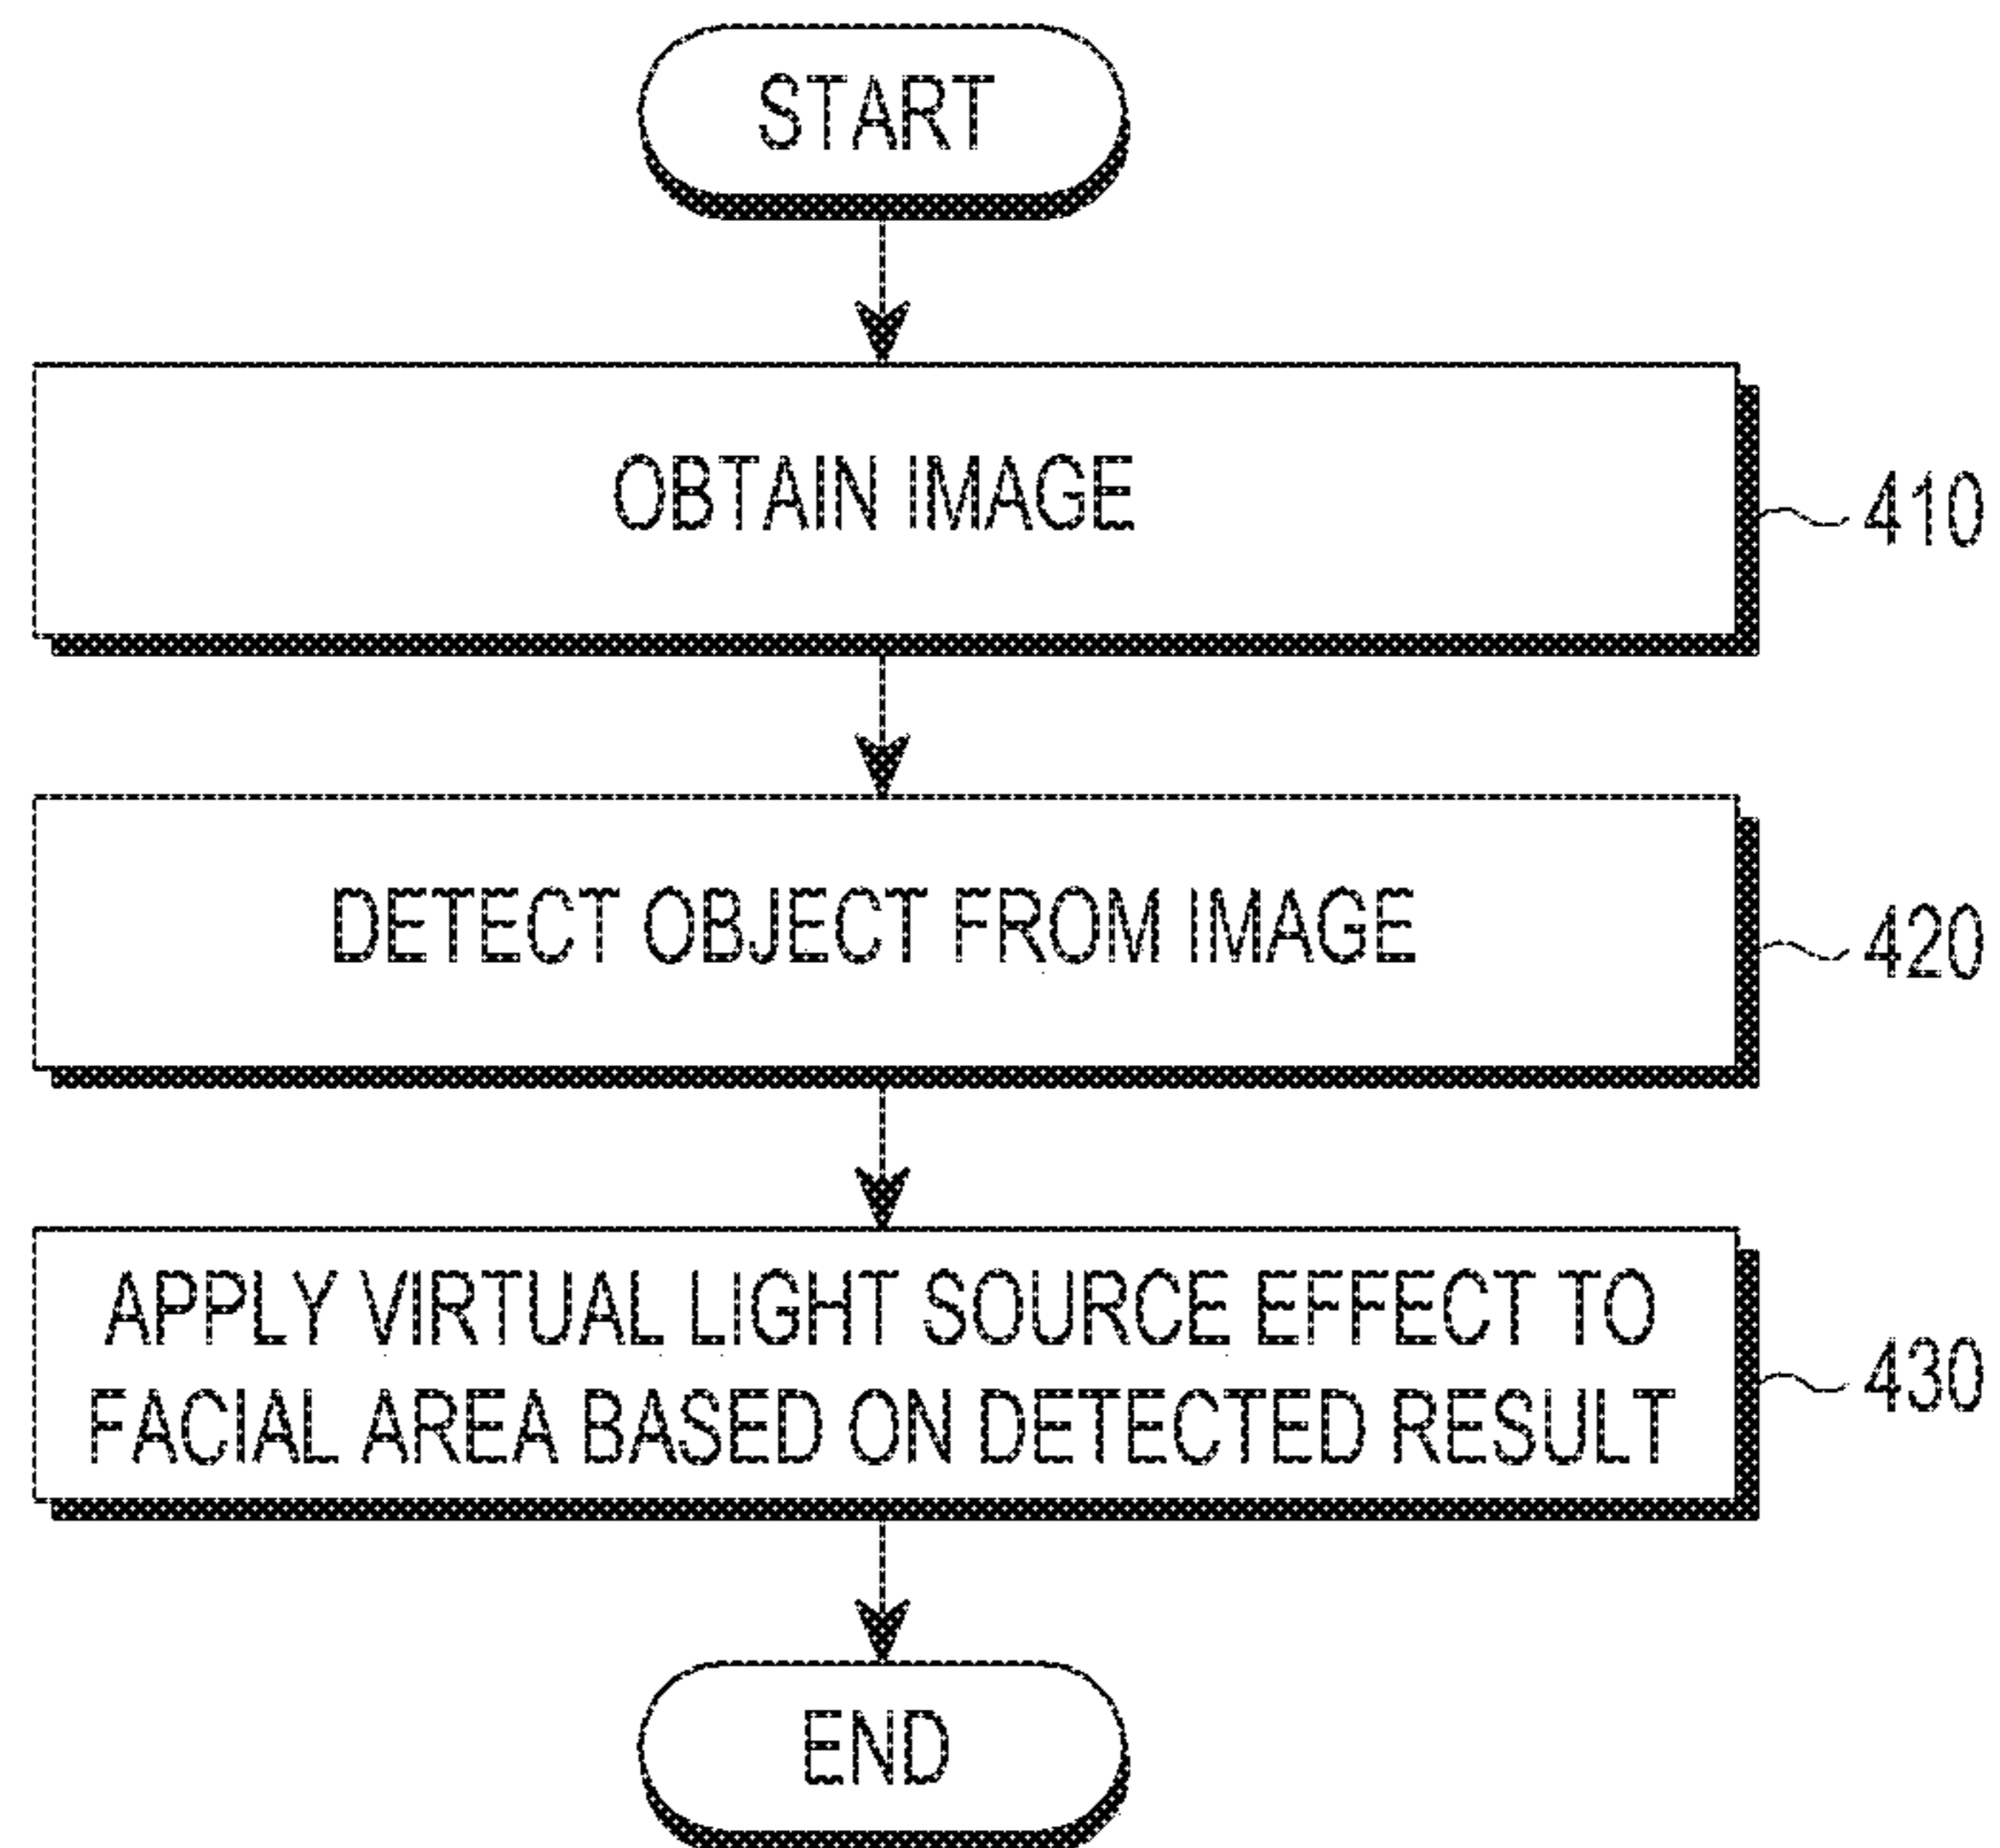 START
OBTAIN IMAGE
410
DETECT OBJECT FROM IMAGE
420
APPLY VIRTUAL LIGHT SOURCE EFFECT TO
FACIAL AREA BASED ON DETECTED RESULT
430
END